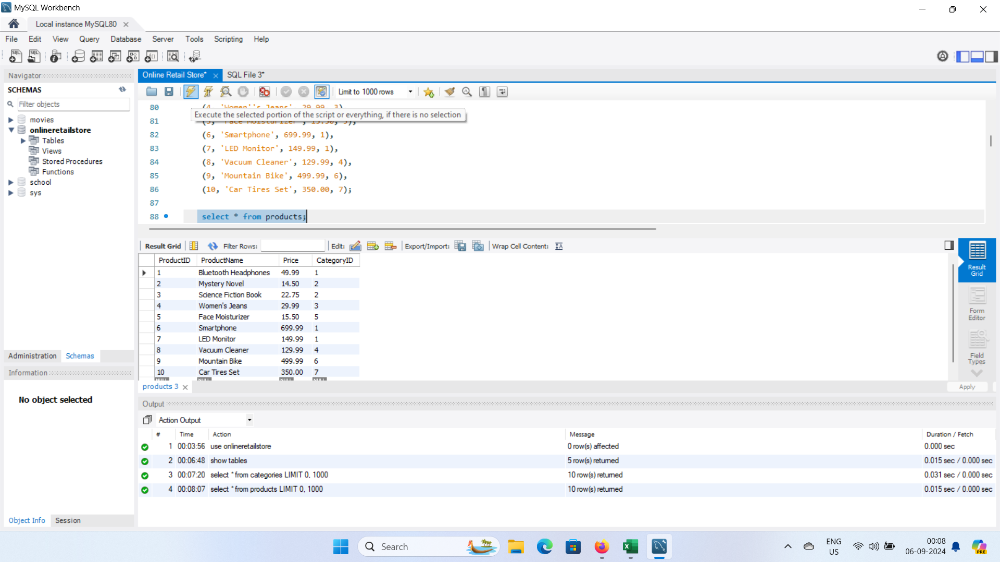 MySQL Workbench
Local instance MySQL80
File Edit View Query Database Server Tools Scripting Help
Navigator
SCHEMAS
Filter objects
movies
onlineretailstore
Tables
Views
Stored Procedures
Functions
school
sys
Administration Schemas
Information
No object selected
Object Info Session
Online Retail Store* SQL File 3*
Limit to 1000 rows
80 (4, 'Women''s Jeans', 29.99, 3),
Execute the selected portion of the script or everything, if there is no selection
81 (5, 'Face Moisturizer', 15.50, 5),
82 (6, 'Smartphone', 699.99, 1),
83 (7, 'LED Monitor', 149.99, 1),
84 (8, 'Vacuum Cleaner', 129.99, 4),
85 (9, 'Mountain Bike', 499.99, 6),
86 (10, 'Car Tires Set', 350.00, 7);
87
88 select * from products;
Result Grid Filter Rows: Edit: Export/Import: Wrap Cell Content:
ProductID ProductName Price CategoryID
1 Bluetooth Headphones 49.99 1
2 Mystery Novel 14.50 2
3 Science Fiction Book 22.75 2
4 Women's Jeans 29.99 3
5 Face Moisturizer 15.50 5
6 Smartphone 699.99 1
7 LED Monitor 149.99 1
8 Vacuum Cleaner 129.99 4
9 Mountain Bike 499.99 6
10 Car Tires Set 350.00 7
NULL NULL NULL NULL
Result
Grid
Form
Editor
Field
Types
products 3
Apply
Output
Action Output
# Time Action Message Duration / Fetch
1 00:03:56 use onlineretailstore 0 row(s) affected 0.000 sec
2 00:06:48 show tables 5 row(s) returned 0.015 sec / 0.000 sec
3 00:07:20 select * from categories LIMIT 0, 1000 10 row(s) returned 0.031 sec / 0.000 sec
4 00:08:07 select * from products LIMIT 0, 1000 10 row(s) returned 0.015 sec / 0.000 sec
Search
ENG
US
00:08
06-09-2024
PRE